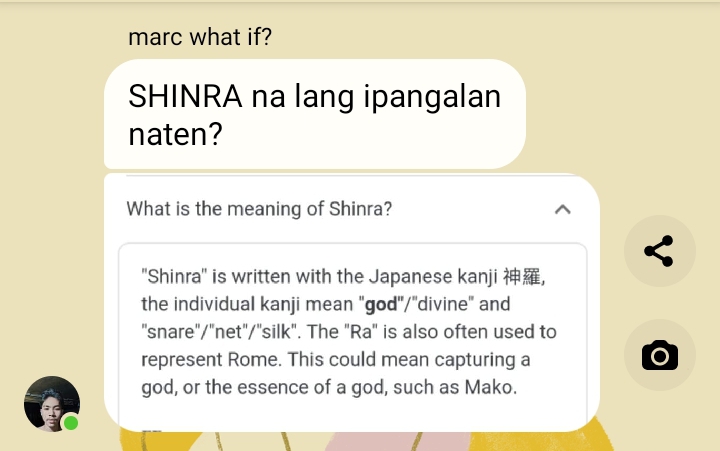 marc what if?
SHINRA na lang ipangalan
naten?
What is the meaning of Shinra?
"Shinra" is written with the Japanese kanji 神羅,
the individual kanji mean "god"/"divine" and
"snare"/"net"/"silk". The "Ra" is also often used to
represent Rome. This could mean capturing a
god, or the essence of a god, such as Mako.